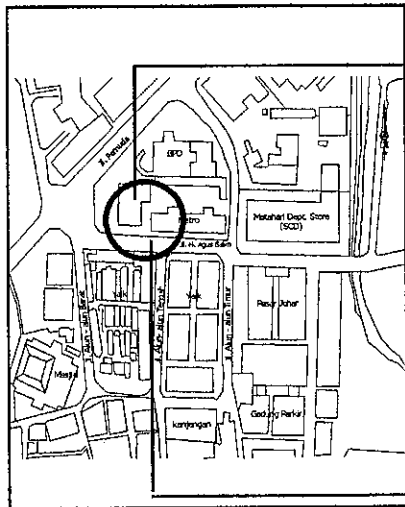 Jl. Pemuda
BPD
Metro
Matahari Dept. Store
(SCD)
Jl. H. Agus Salim
Yaik
Yaik
Pasar Johar
Jl. Alun - alun Barat
Jl. Alun - alun Tengah
Jl. Alun - alun Timur
Masjid
Kanjengan
Gedung Parkir